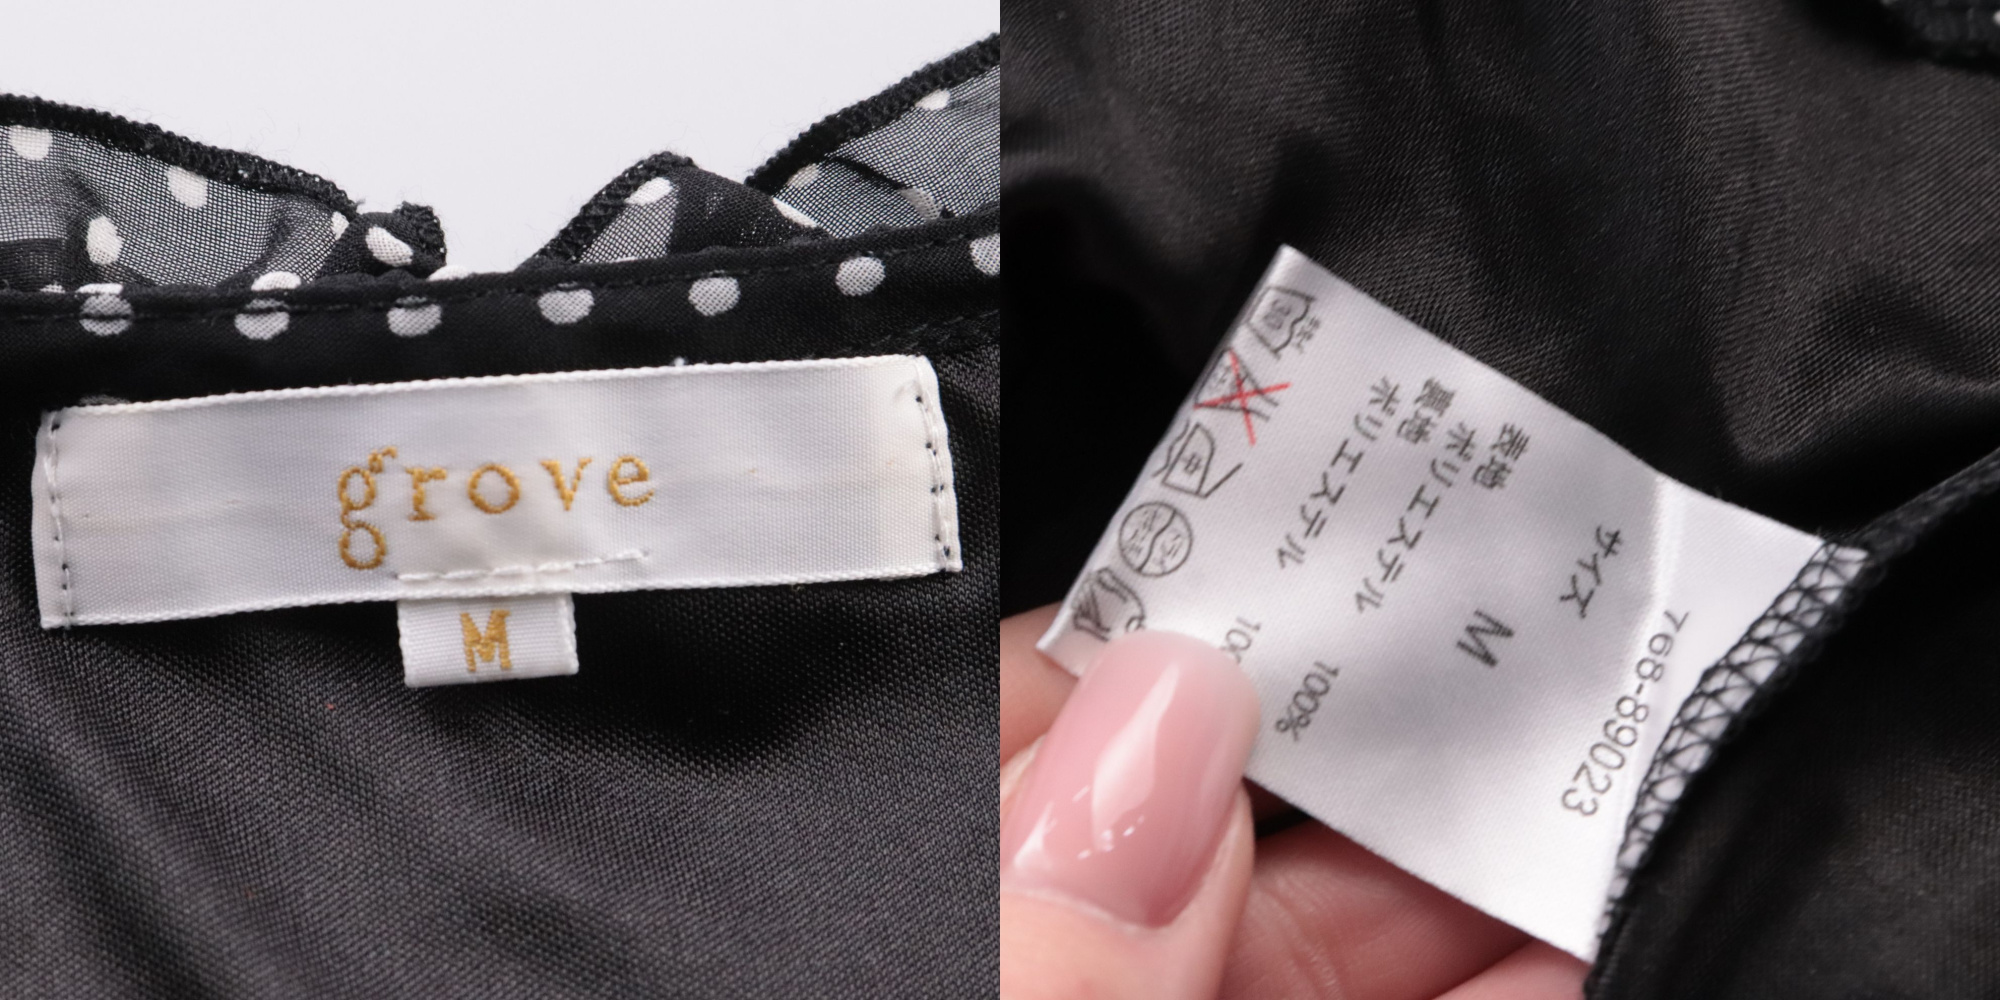 grove
M
768-89023
サイズ M
表地
ポリエステル 100%
裏地
ポリエステル
30